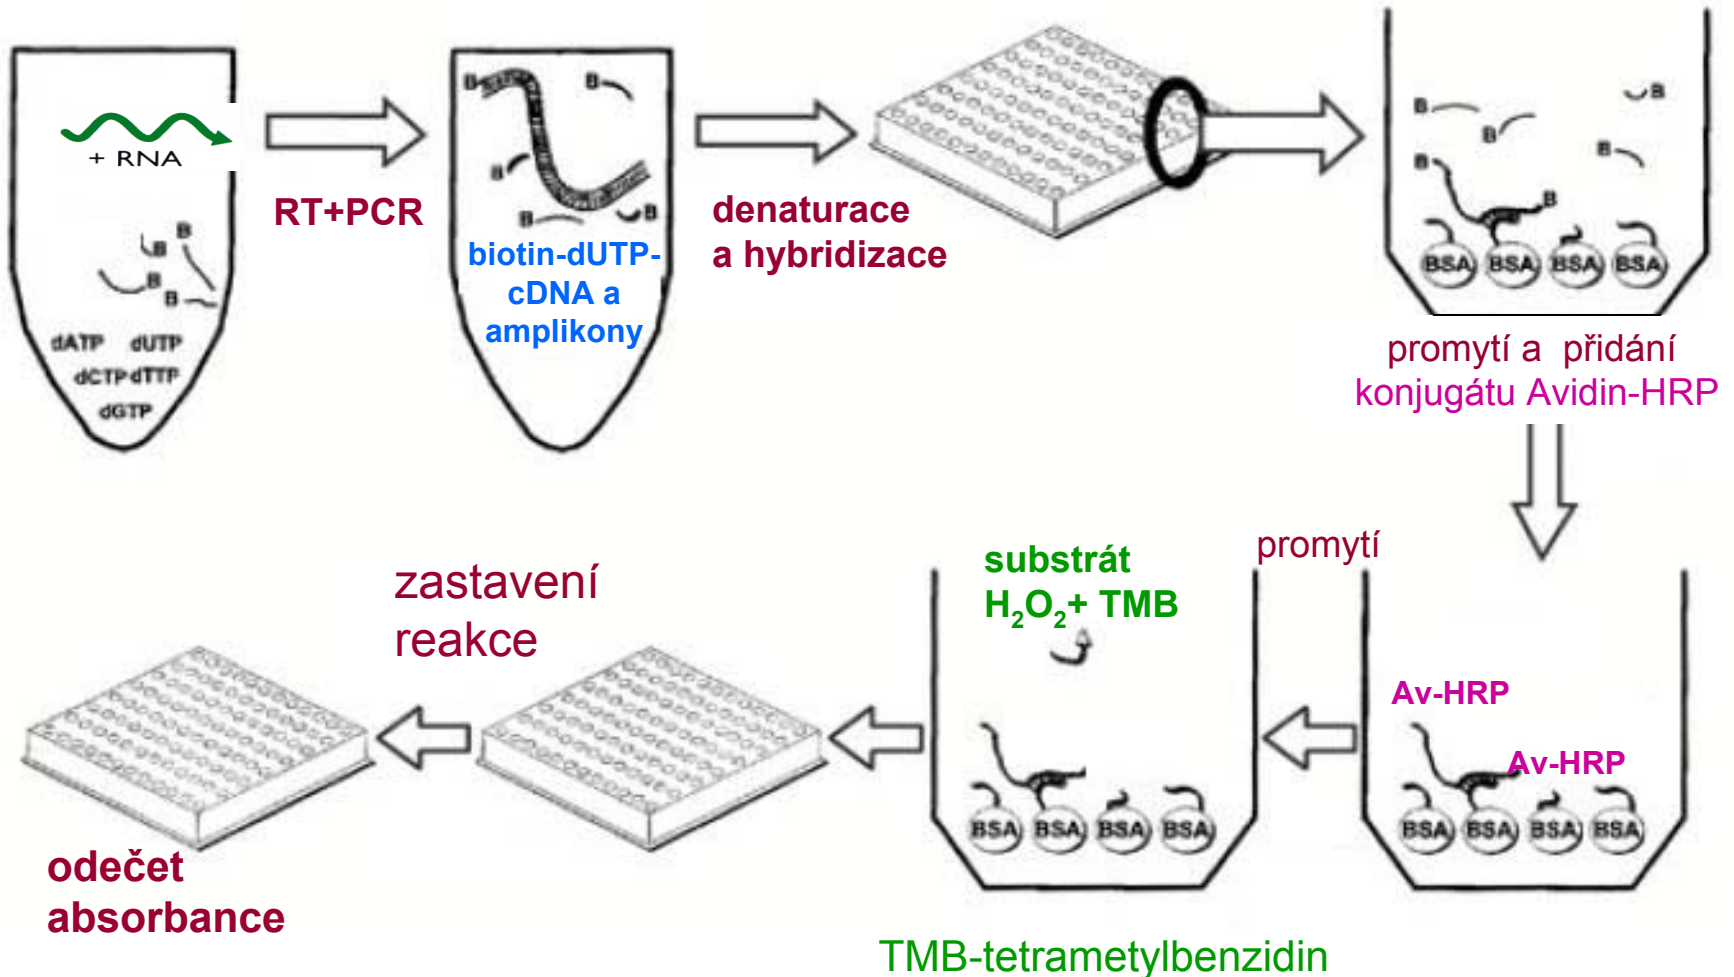 + RNA
B
B
B
B
dATP dUTP
dCTP dTTP
dGTP
RT+PCR
B
B
B
B
B
biotin-dUTP-
cDNA a
amplikony
denaturace
a hybridizace
B
B
B
B
B
B
BSA BSA BSA BSA
promytí a přidání
konjugátu Avidin-HRP
promytí
Av-HRP
Av-HRP
BSA BSA BSA BSA
substrát
H₂O₂+ TMB
BSA BSA BSA BSA
TMB-tetrametylbenzidin
zastavení
reakce
odečet
absorbance